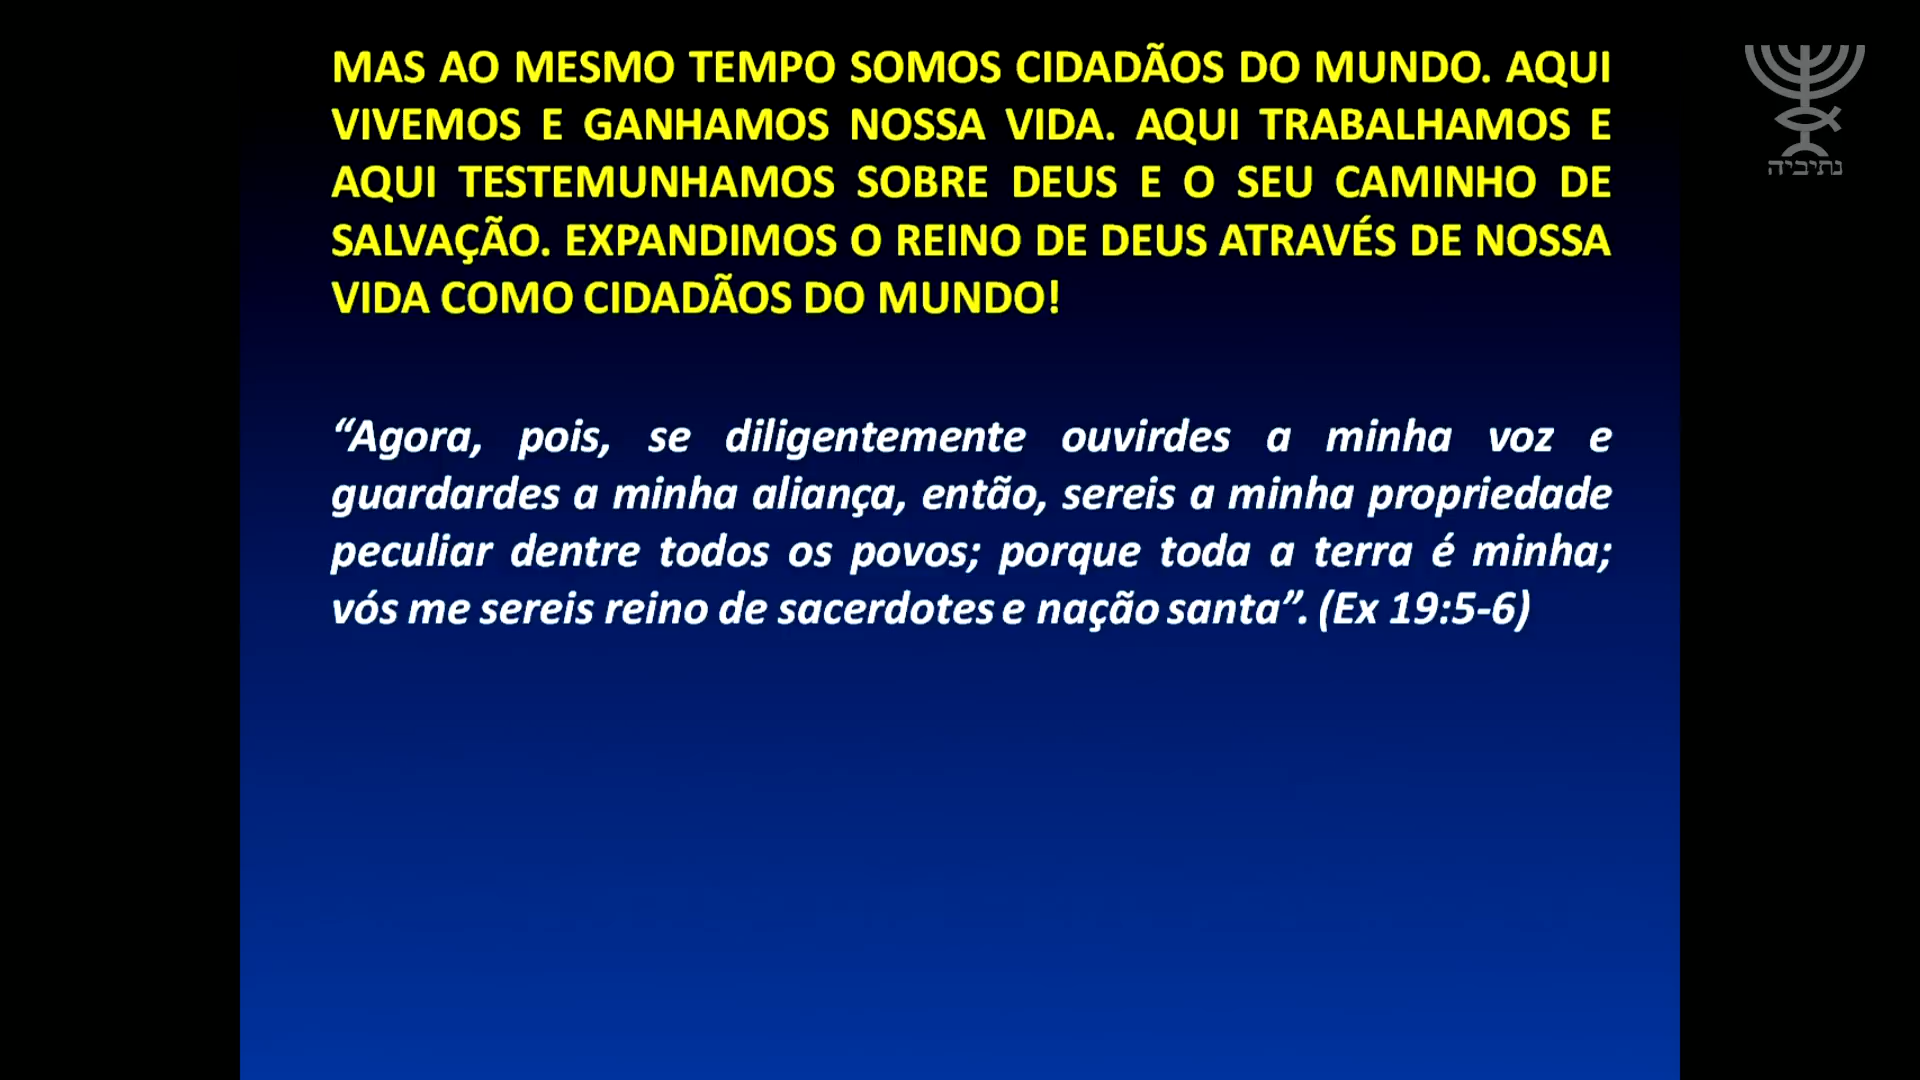 MAS AO MESMO TEMPO SOMOS CIDADÃOS DO MUNDO. AQUI
VIVEMOS E GANHAMOS NOSSA VIDA. AQUI TRABALHAMOS E
AQUI TESTEMUNHAMOS SOBRE DEUS E O SEU CAMINHO DE
SALVAÇÃO. EXPANDIMOS O REINO DE DEUS ATRAVÉS DE NOSSA
VIDA COMO CIDADÃOS DO MUNDO!
“Agora, pois, se diligentemente ouvirdes a minha voz e
guardardes a minha aliança, então, sereis a minha propriedade
peculiar dentre todos os povos; porque toda a terra é minha;
vós me sereis reino de sacerdotes e nação santa”. (Ex 19:5-6)
נתיביה